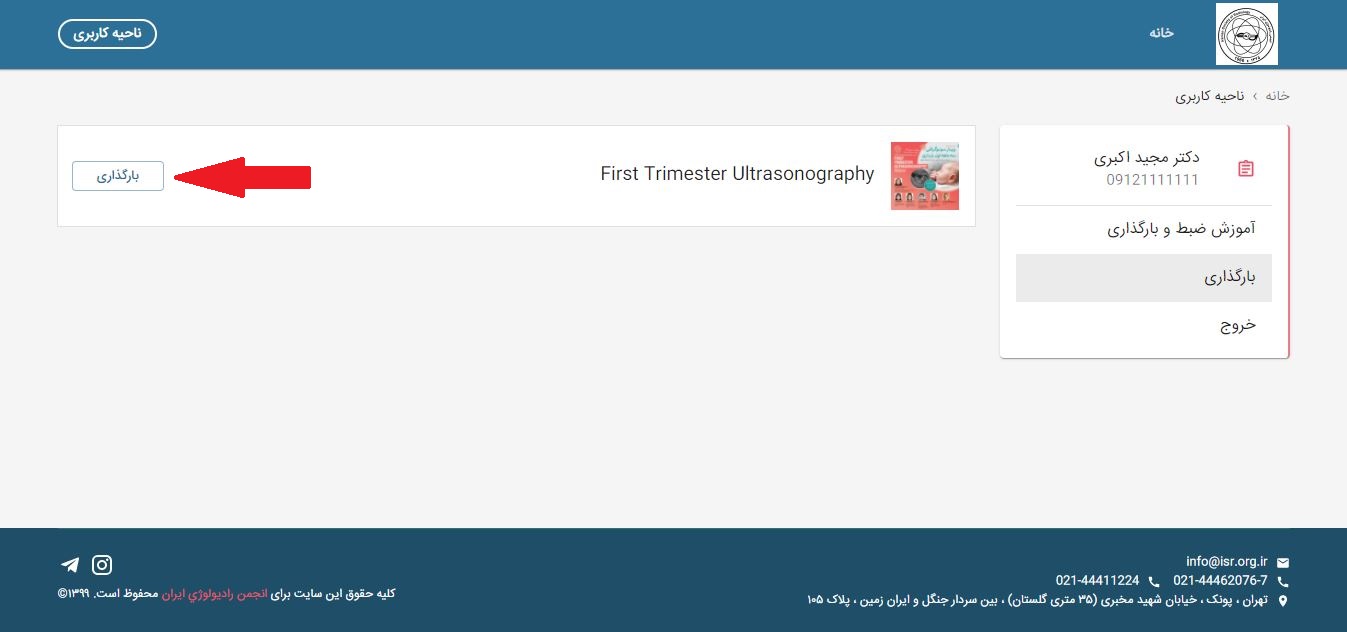 خانه
ناحیه کاربری
خانه › ناحیه کاربری
دکتر مجید اکبری
09121111111
آموزش ضبط و بارگذاری
بارگذاری
خروج
First Trimester Ultrasonography
بارگذاری
info@isr.org.ir
021-44462076-7 021-44411224
تهران ، پونک ، خیابان شهید مخبری (۳۵ متری گلستان) ، بین سردار جنگل و ایران زمین ، پلاک ۱۰۵
کلیه حقوق این سایت برای انجمن راديولوژي ايران محفوظ است. ۱۳۹۹©